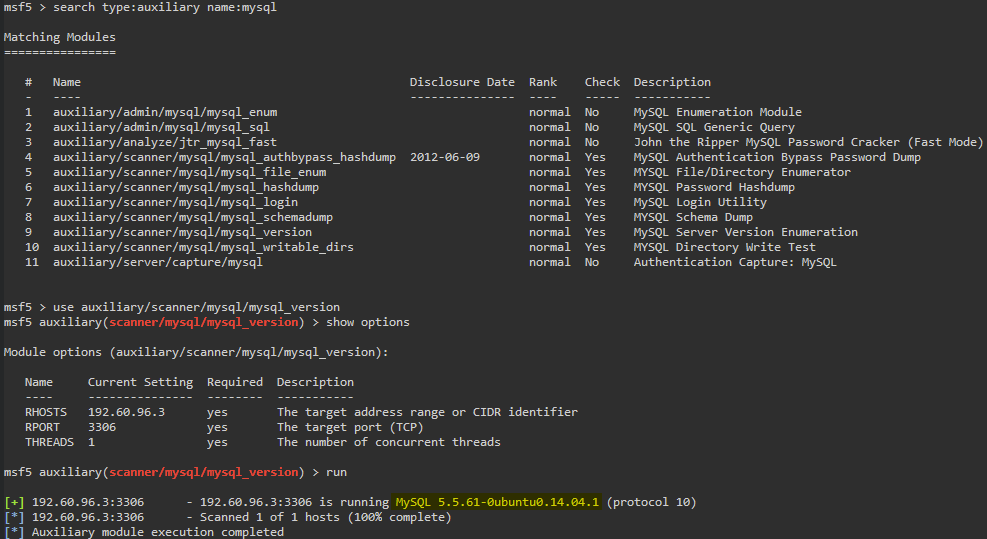 msf5 > search type:auxiliary name:mysql
Matching Modules
================
#   Name                                               Disclosure Date  Rank    Check  Description
-   ----                                               ---------------  ----    -----  -----------
1   auxiliary/admin/mysql/mysql_enum                                    normal  No     MySQL Enumeration Module
2   auxiliary/admin/mysql/mysql_sql                                     normal  No     MySQL SQL Generic Query
3   auxiliary/analyze/jtr_mysql_fast                                    normal  No     John the Ripper MySQL Password Cracker (Fast Mode)
4   auxiliary/scanner/mysql/mysql_authbypass_hashdump  2012-06-09       normal  Yes    MySQL Authentication Bypass Password Dump
5   auxiliary/scanner/mysql/mysql_file_enum                             normal  Yes    MYSQL File/Directory Enumerator
6   auxiliary/scanner/mysql/mysql_hashdump                              normal  Yes    MYSQL Password Hashdump
7   auxiliary/scanner/mysql/mysql_login                                 normal  Yes    MySQL Login Utility
8   auxiliary/scanner/mysql/mysql_schemadump                            normal  Yes    MYSQL Schema Dump
9   auxiliary/scanner/mysql/mysql_version                               normal  Yes    MySQL Server Version Enumeration
10  auxiliary/scanner/mysql/mysql_writable_dirs                         normal  Yes    MYSQL Directory Write Test
11  auxiliary/server/capture/mysql                                      normal  No     Authentication Capture: MySQL
msf5 > use auxiliary/scanner/mysql/mysql_version
msf5 auxiliary(scanner/mysql/mysql_version) > show options
Module options (auxiliary/scanner/mysql/mysql_version):
Name     Current Setting  Required  Description
----     ---------------  --------  -----------
RHOSTS   192.60.96.3      yes       The target address range or CIDR identifier
RPORT    3306             yes       The target port (TCP)
THREADS  1                yes       The number of concurrent threads
msf5 auxiliary(scanner/mysql/mysql_version) > run
[+] 192.60.96.3:3306      - 192.60.96.3:3306 is running MySQL 5.5.61-0ubuntu0.14.04.1 (protocol 10)
[*] 192.60.96.3:3306      - Scanned 1 of 1 hosts (100% complete)
[*] Auxiliary module execution completed